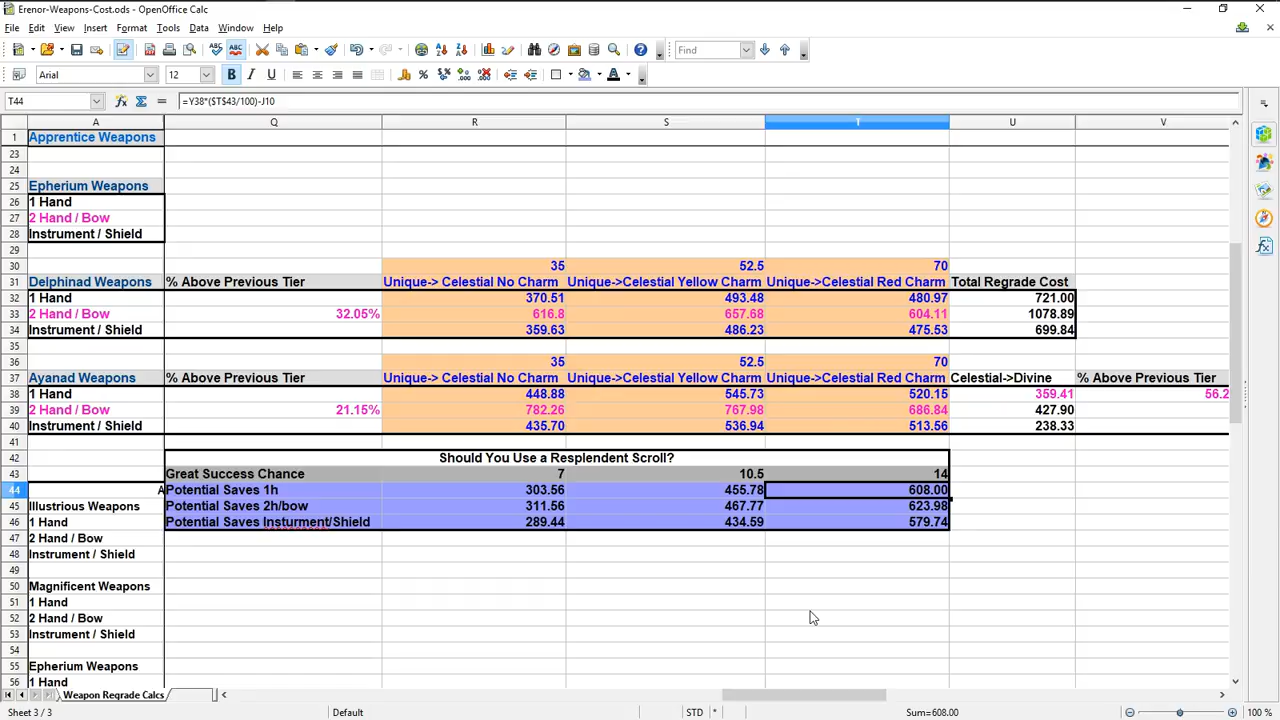 Erenor-Weapons-Cost.ods - OpenOffice Calc
File Edit View Insert Format Tools Data Window Help
Find
Arial 12
T44 =Y38*($T$43/100)-J10
A Q R S T U V
1 Apprentice Weapons
23
24
25 Epherium Weapons
26 1 Hand
27 2 Hand / Bow
28 Instrument / Shield
29
30 35 52.5 70
31 Delphinad Weapons % Above Previous Tier Unique-> Celestial No Charm Unique->Celestial Yellow Charm Unique->Celestial Red Charm Total Regrade Cost
32 1 Hand 370.51 493.48 480.97 721.00
33 2 Hand / Bow 32.05% 616.8 657.68 604.11 1078.89
34 Instrument / Shield 359.63 486.23 475.53 699.84
35
36 35 52.5 70
37 Ayanad Weapons % Above Previous Tier Unique-> Celestial No Charm Unique->Celestial Yellow Charm Unique->Celestial Red Charm Celestial->Divine % Above Previous Tier
38 1 Hand 448.88 545.73 520.15 359.41 56.2
39 2 Hand / Bow 21.15% 782.26 767.98 686.84 427.90
40 Instrument / Shield 435.70 536.94 513.56 238.33
41
42 Should You Use a Resplendent Scroll?
43 Great Success Chance 7 10.5 14
44 A Potential Saves 1h 303.56 455.78 608.00
45 Illustrious Weapons Potential Saves 2h/bow 311.56 467.77 623.98
46 1 Hand Potential Saves Insturment/Shield 289.44 434.59 579.74
47 2 Hand / Bow
48 Instrument / Shield
49
50 Magnificent Weapons
51 1 Hand
52 2 Hand / Bow
53 Instrument / Shield
54
55 Epherium Weapons
56 1 Hand
Weapon Regrade Calcs
Sheet 3 / 3 Default STD * Sum=608.00 100 %